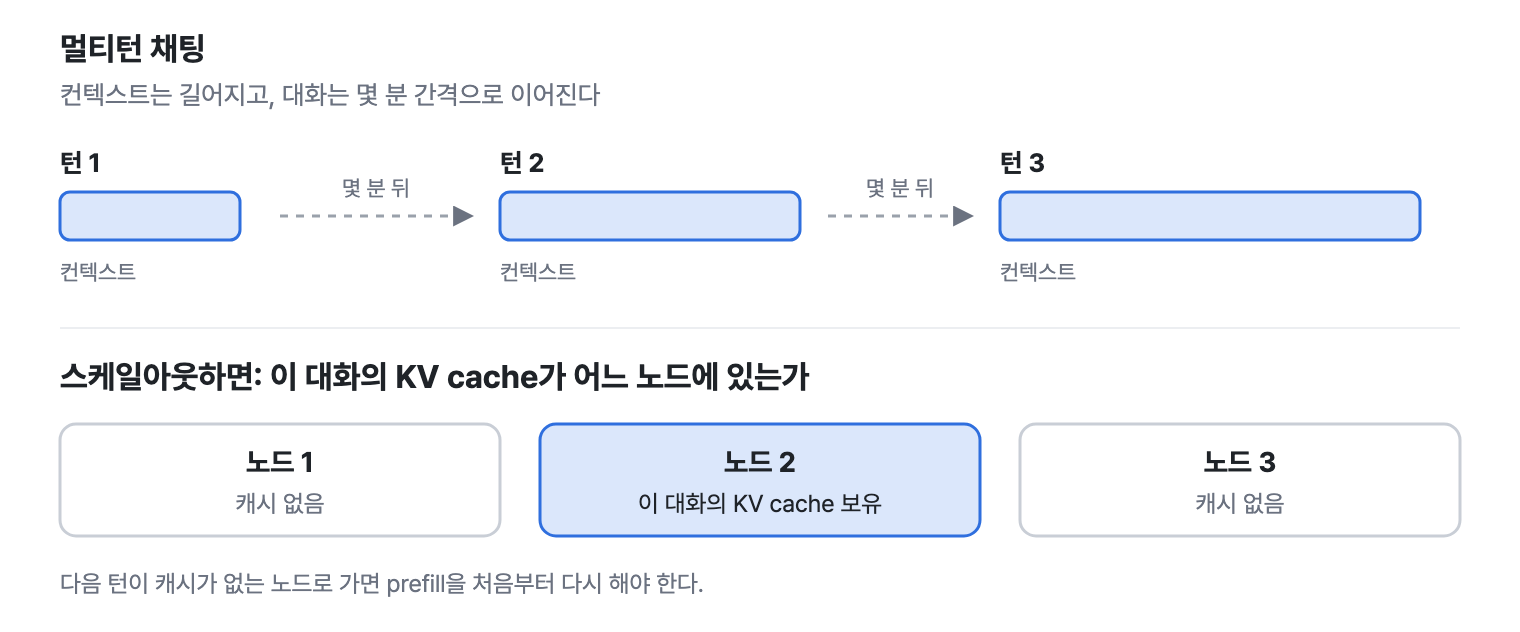 멀티턴 채팅
컨텍스트는 길어지고, 대화는 몇 분 간격으로 이어진다
턴 1
몇 분 뒤
턴 2
몇 분 뒤
턴 3
컨텍스트
컨텍스트
컨텍스트
스케일아웃하면: 이 대화의 KV cache가 어느 노드에 있는가
노드 1
캐시 없음
노드 2
이 대화의 KV cache 보유
노드 3
캐시 없음
다음 턴이 캐시가 없는 노드로 가면 prefill을 처음부터 다시 해야 한다.